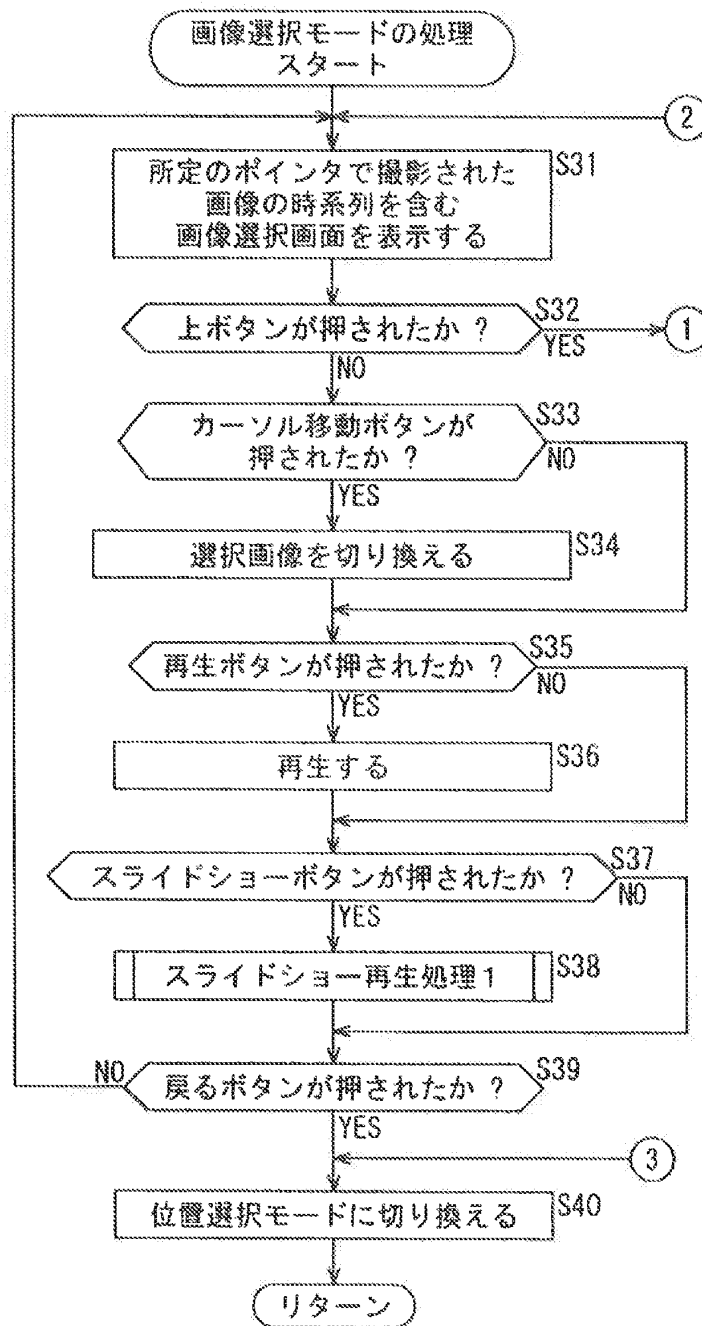 画像選択モードの処理
スタート
2
所定のポインタで撮影された
画像の時系列を含む
画像選択画面を表示する
S31
上ボタンが押されたか ?
S32
YES
1
NO
カーソル移動ボタンが
押されたか ?
S33
NO
YES
選択画像を切り換える
S34
再生ボタンが押されたか ?
S35
NO
YES
再生する
S36
スライドショーボタンが押されたか ?
S37
NO
YES
スライドショー再生処理1
S38
NO
戻るボタンが押されたか ?
S39
YES
3
位置選択モードに切り換える
S40
リターン